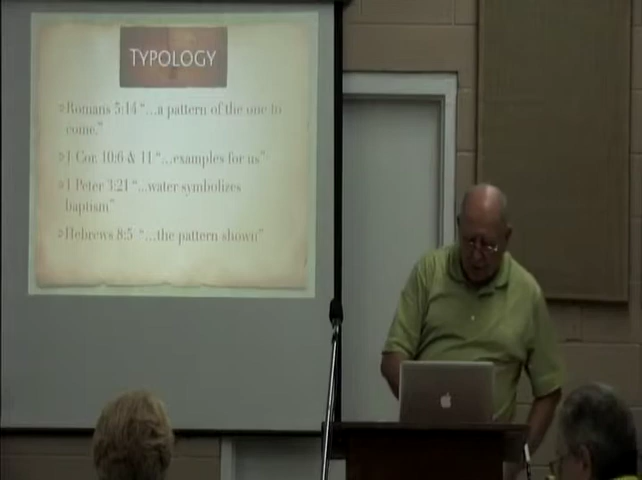 TYPOLOGY
Romans 5:14 "...a pattern of the one to
come."
1 Cor. 10:6 & 11 "...examples for us"
1 Peter 3:21 "...water symbolizes
baptism"
Hebrews 8:5 "...the pattern shown"